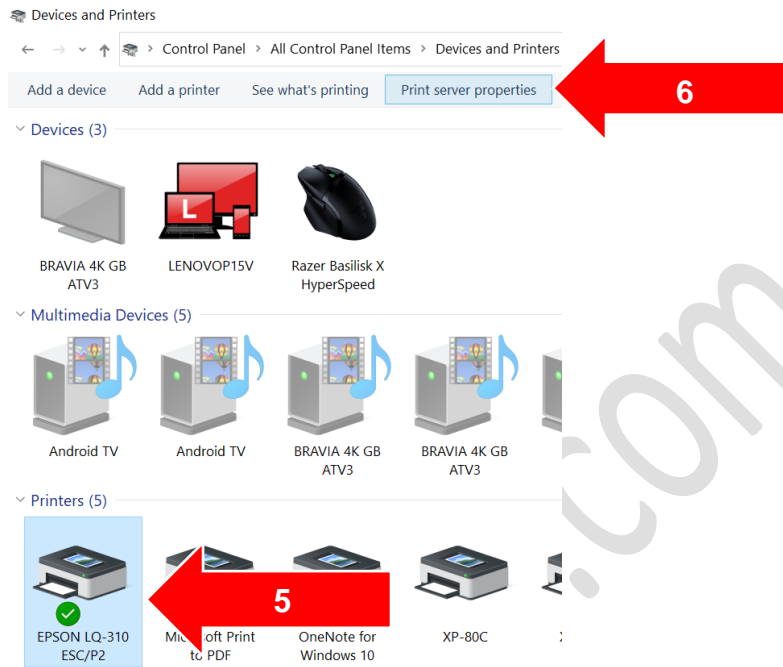 Devices and Printers
Control Panel > All Control Panel Items > Devices and Printers
Add a device Add a printer See what's printing Print server properties
6
Devices (3)
L
BRAVIA 4K GB
ATV3
LENOVOP15V
Razer Basilisk X
HyperSpeed
Multimedia Devices (5)
Android TV
Android TV
BRAVIA 4K GB
ATV3
BRAVIA 4K GB
ATV3
Printers (5)
5
EPSON LQ-310
ESC/P2
soft Print
to PDF
OneNote for
Windows 10
XP-80C
.com